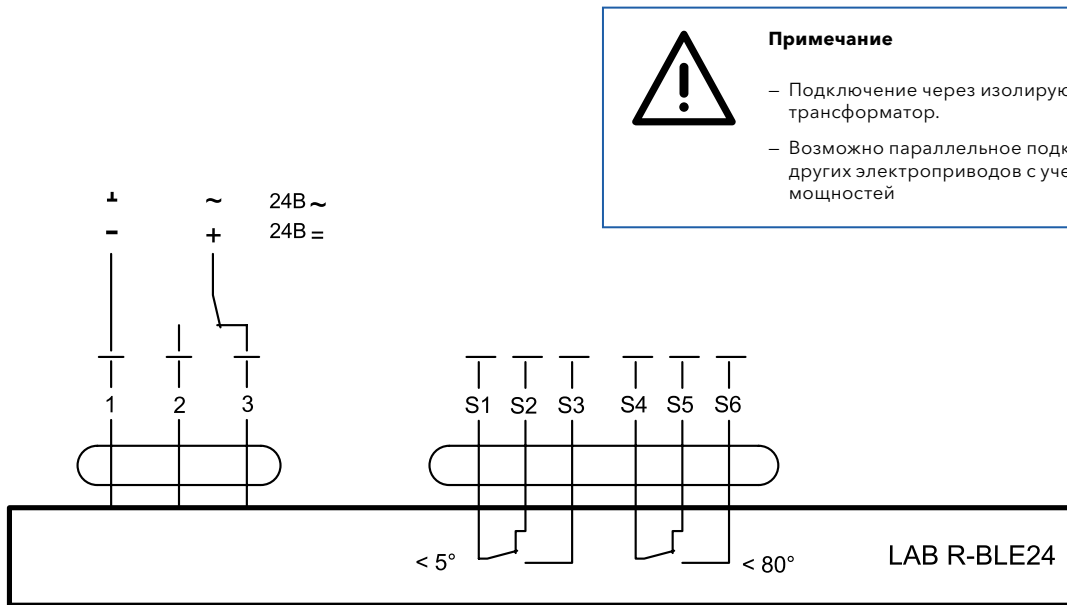 Примечание
– Подключение через изолирую
трансформатор.
– Возможно параллельное подк
других электроприводов с уче
мощностей
⊥ ~ 24В ~
- + 24В =
1 2 3 S1 S2 S3 S4 S5 S6
< 5° < 80° LAB R-BLE24